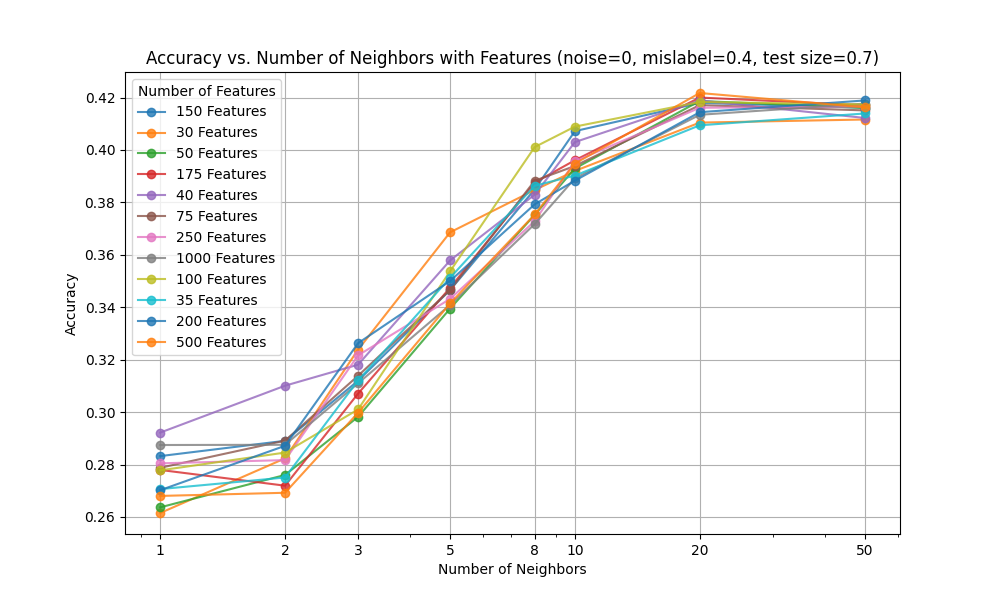 Accuracy vs. Number of Neighbors with Features (noise=0, mislabel=0.4, test size=0.7)
Accuracy
0.42
0.40
0.38
0.36
0.34
0.32
0.30
0.28
0.26
Number of Features
150 Features
30 Features
50 Features
175 Features
40 Features
75 Features
250 Features
1000 Features
100 Features
35 Features
200 Features
500 Features
1 2 3 5 8 10 20 50
Number of Neighbors